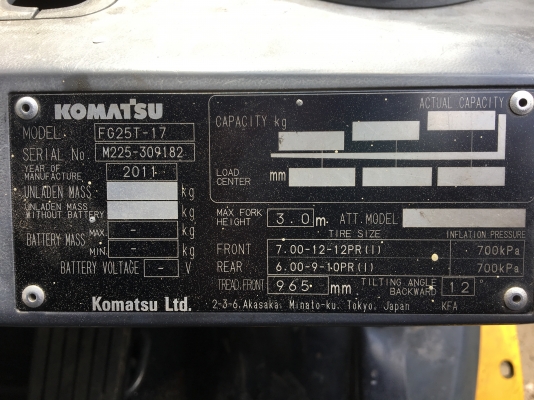 KOMATSU
MODEL FG25T-17
SERIAL No. M225-309182
YEAR OF MANUFACTURE 2011
UNLADEN MASS kg
UNLADEN MASS WITHOUT BATTERY kg
BATTERY MASS MAX - kg
MIN - kg
BATTERY VOLTAGE - V
Komatsu Ltd.
CAPACITY kg
ACTUAL CAPACITY
LOAD CENTER mm
MAX FORK HEIGHT 3.0 m ATT. MODEL
TIRE SIZE INFLATION PRESSURE
FRONT 7.00-12-12PR(I) 700kPa
REAR 6.00-9-10PR(I) 700kPa
TREAD:FRONT 965 mm TILTING ANGLE BACKWARD 12°
2-3-6, Akasaka, Minato-ku, Tokyo, Japan KFA